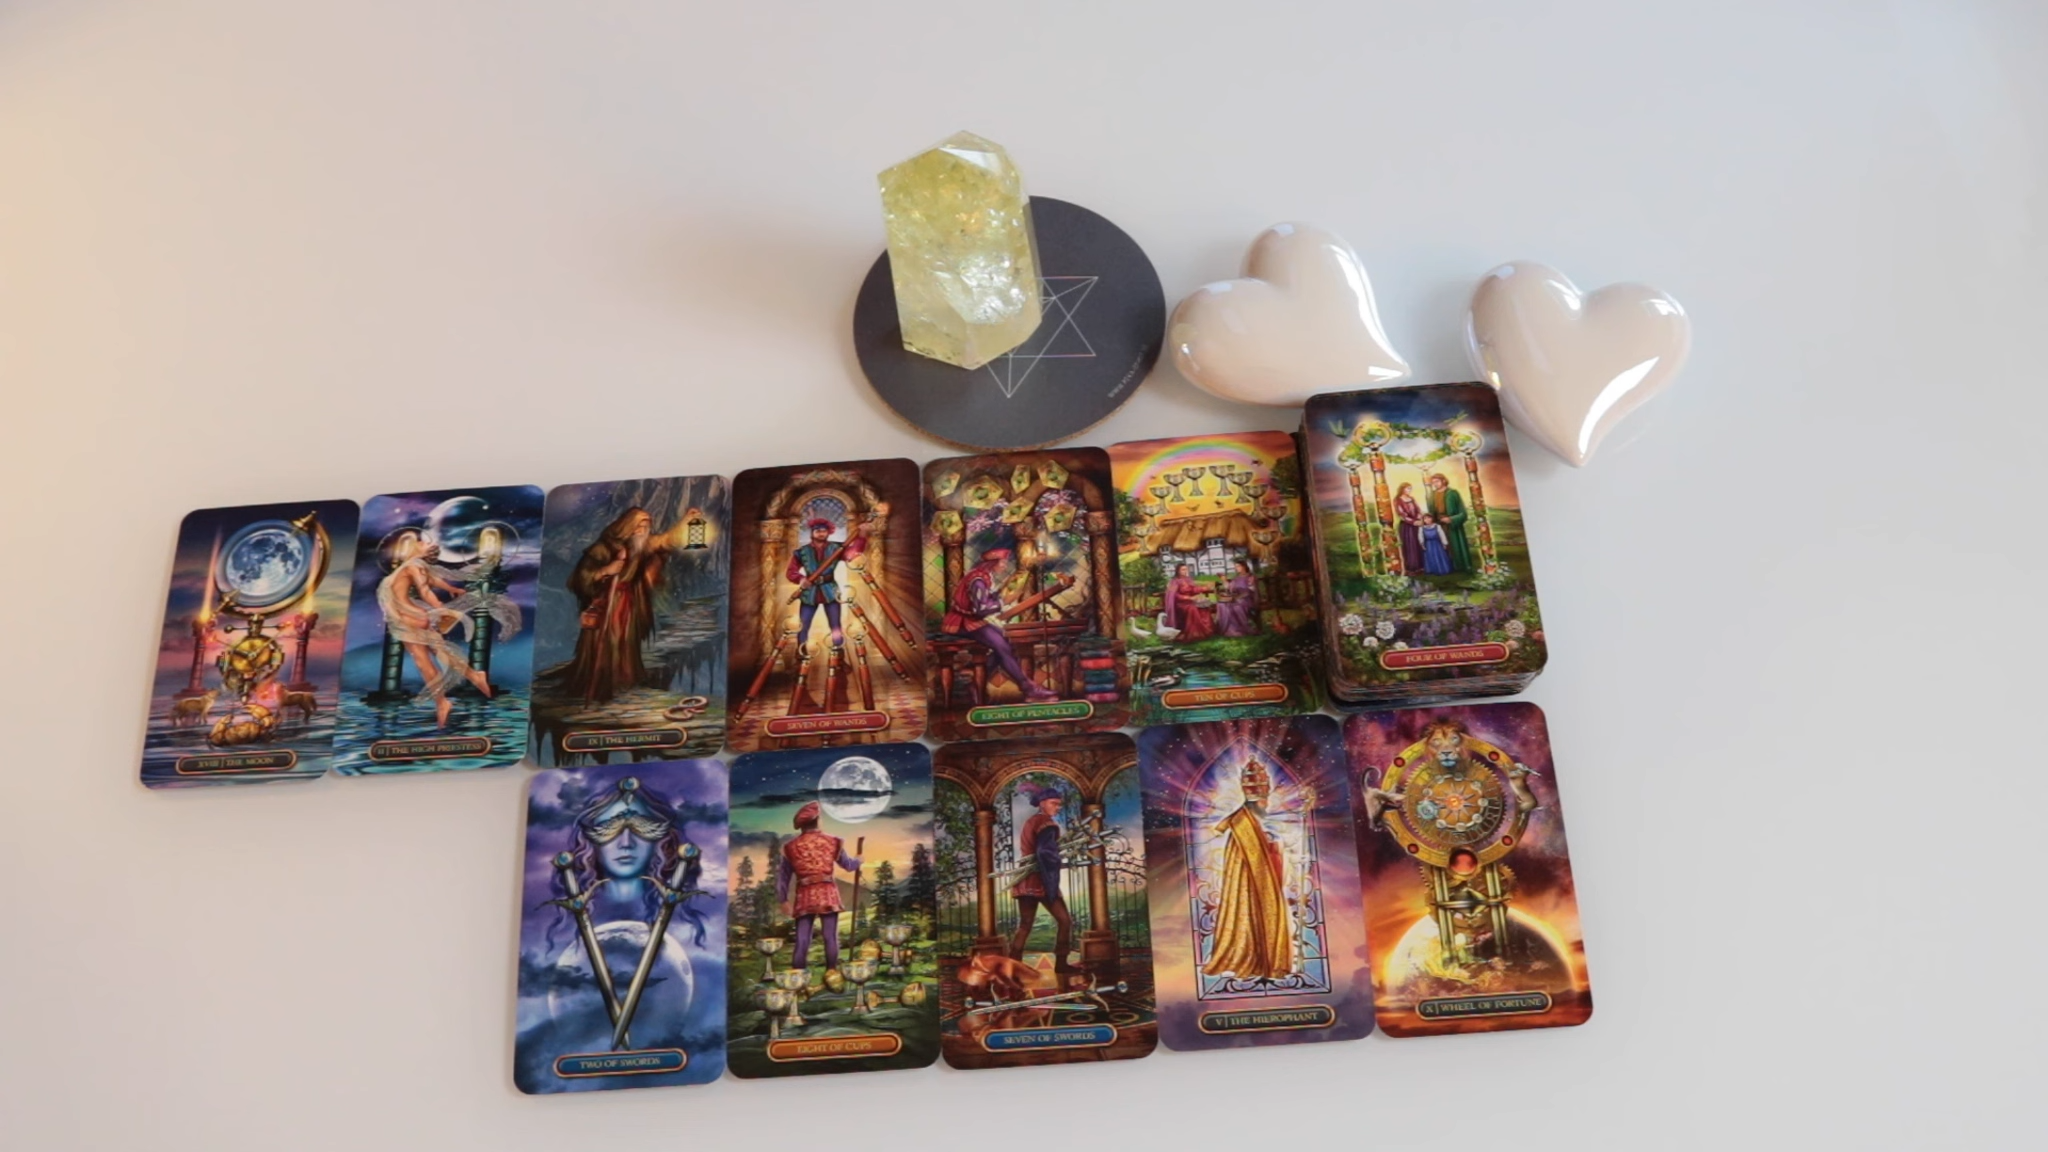 XVIII | THE MOON
II | THE HIGH PRIESTESS
IX | THE HERMIT
SEVEN OF WANDS
EIGHT OF PENTACLES
TEN OF CUPS
FOUR OF WANDS
TWO OF SWORDS
EIGHT OF CUPS
SEVEN OF SWORDS
V | THE HIEROPHANT
X | WHEEL OF FORTUNE